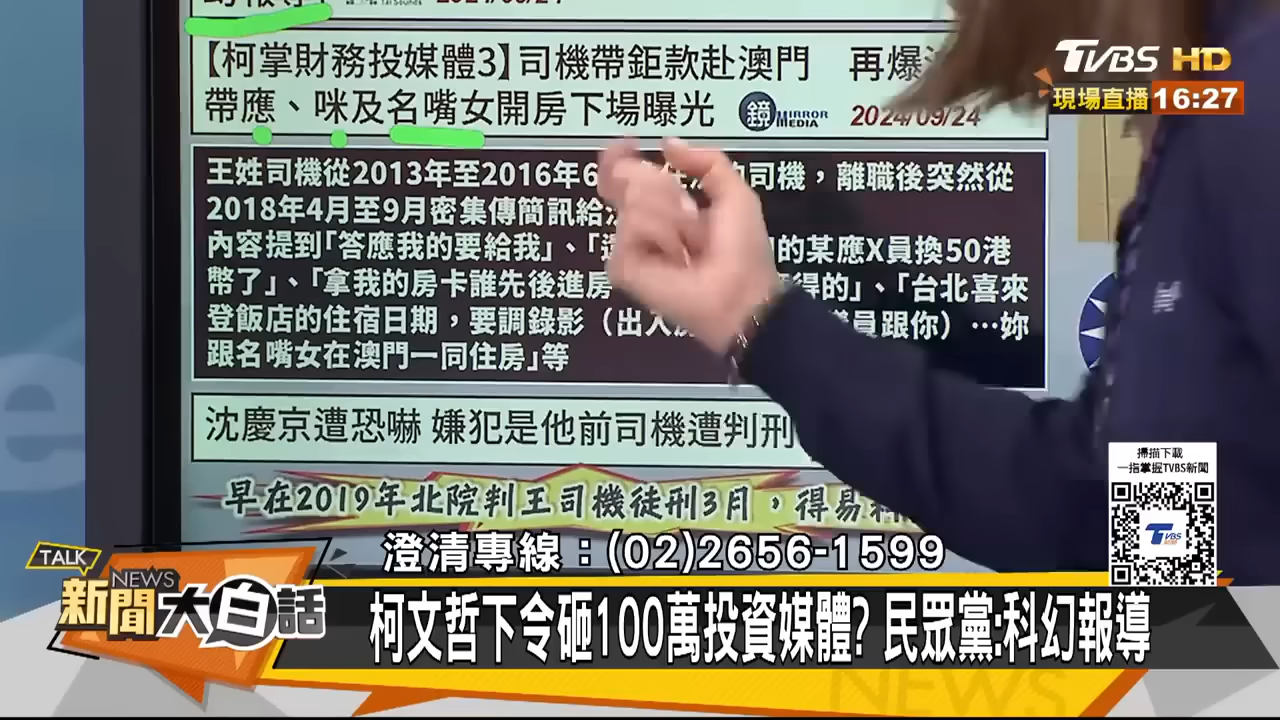 2024/09/24
【柯掌財務投媒體3】司機帶鉅款赴澳門 再爆
帶應、咪及名嘴女開房下場曝光 鏡 MIRROR MEDIA 2024/09/24
TVBS HD
現場直播 16:27
王姓司機從2013年至2016年6 司機，離職後突然從
2018年4月至9月密集傳簡訊給
內容提到「答應我的要給我」、「 的某應X員換50港
幣了」、「拿我的房卡誰先後進房 得的」、「台北喜來
登飯店的住宿日期，要調錄影（出入 員跟你）…妳
跟名嘴女在澳門一同住房」等
沈慶京遭恐嚇 嫌犯是他前司機遭判刑
早在2019年北院判王司機徒刑3月，得易科
掃描下載
一指掌握TVBS新聞
TVBS
澄清專線：(02)2656-1599
TALK
NEWS
新聞大白話
柯文哲下令砸100萬投資媒體? 民眾黨:科幻報導
NEWS